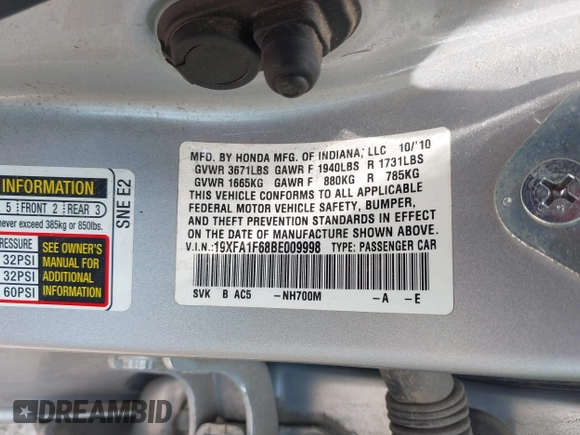 MFD. BY HONDA MFG. OF INDIANA, LLC 10/'10
GVWR 3671LBS GAWR F 1940LBS R 1731LBS
GVWR 1665KG GAWR F 880KG R 785KG
THIS VEHICLE CONFORMS TO ALL APPLICABLE
FEDERAL MOTOR VEHICLE SAFETY, BUMPER,
AND THEFT PREVENTION STANDARDS IN EFFECT
ON THE DATE OF MANUFACTURE SHOWN ABOVE.
V.I.N.: 19XFA1F68BE009998 TYPE: PASSENGER CAR
SVK B AC5 -NH700M -A -E
INFORMATION
5 FRONT 2 REAR 3
never exceed 385kg or 850lbs.
PRESSURE
32PSI
32PSI
60PSI
SEE OWNER'S
MANUAL FOR
ADDITIONAL
INFORMATION
SNE E2
DREAMBID